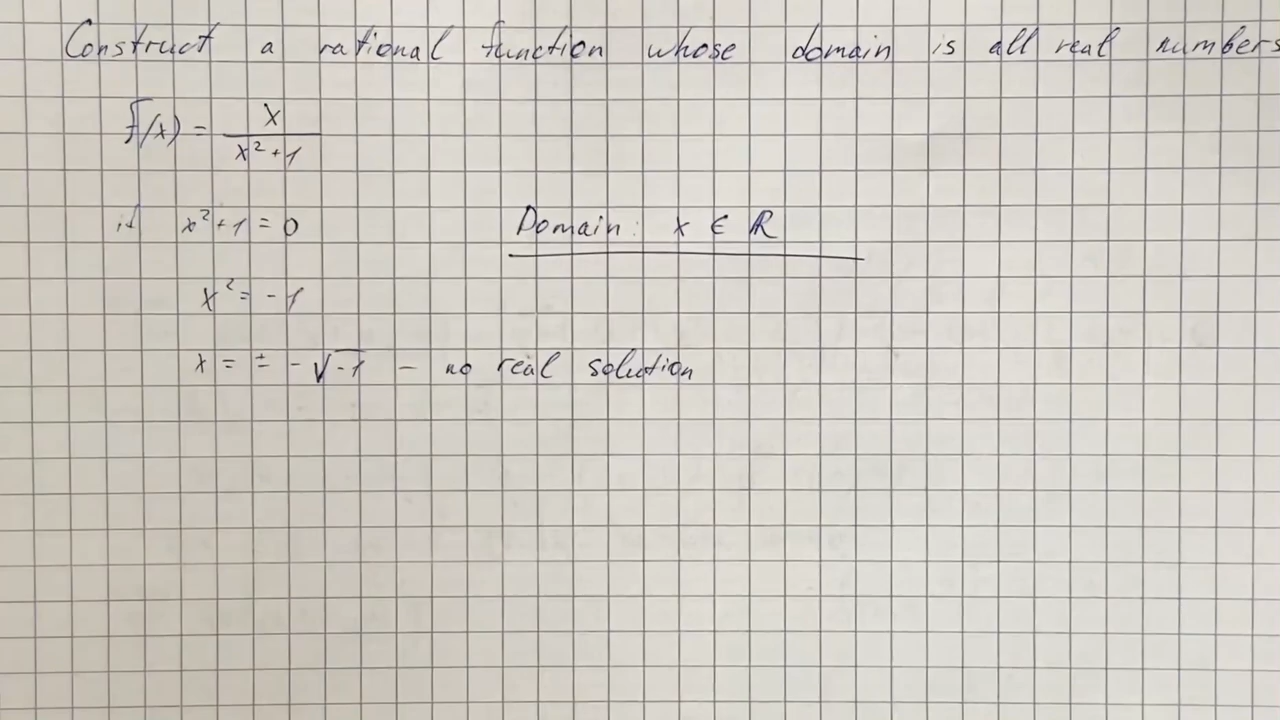 Construct a rational function whose domain is all real numbers
f(x) = x / (x² + 1)
if x² + 1 = 0
Domain: x ∈ ℝ
x² = -1
x = ± -√-1 - no real solution